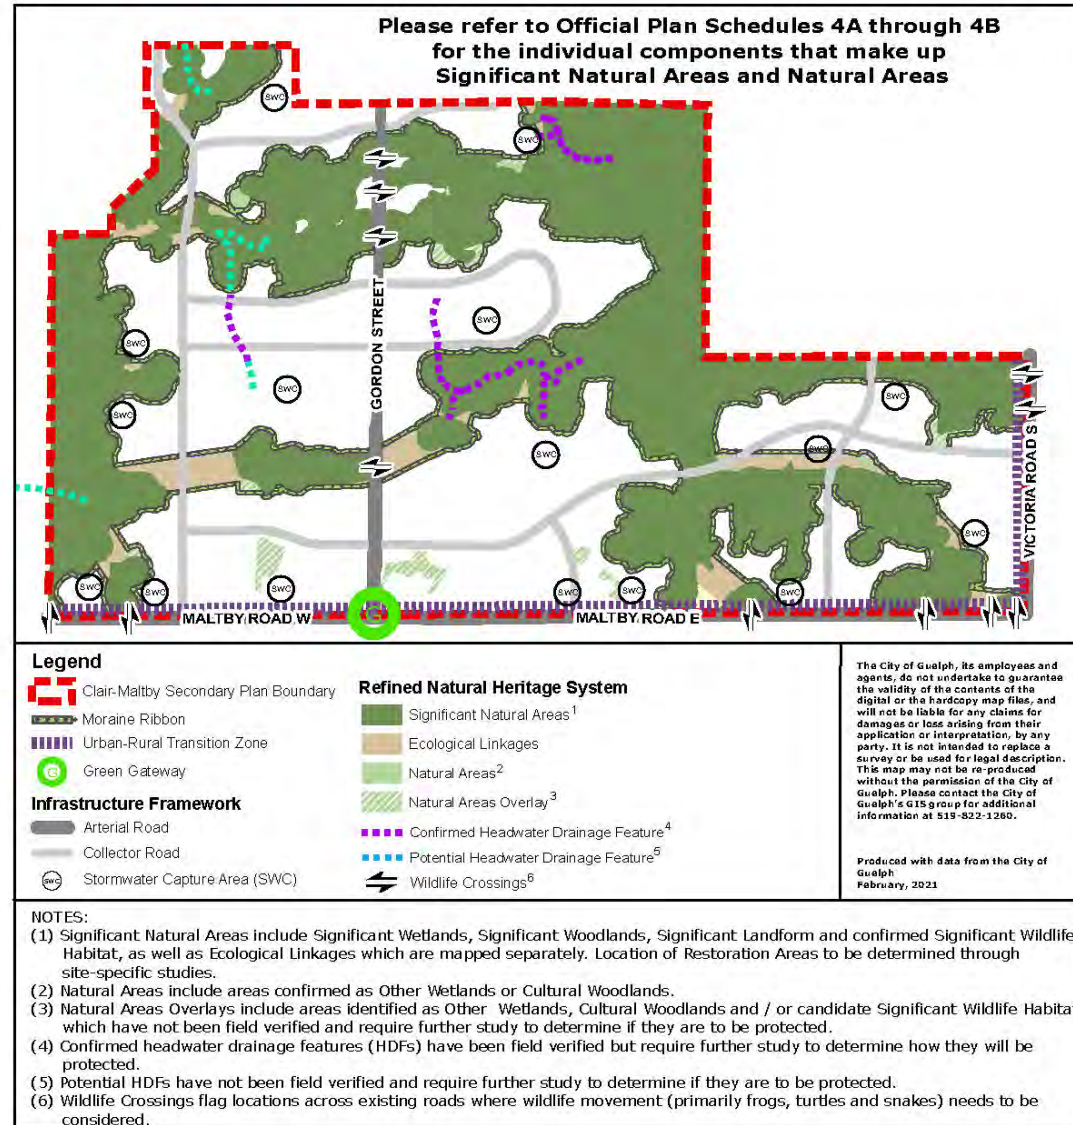 Please refer to Official Plan Schedules 4A through 4B
for the individual components that make up
Significant Natural Areas and Natural Areas
SWC
SWC
GORDON STREET
SWC
SWC
SWC
SWC
SWC
SWC
SWC
SWC
VICTORIA ROAD S
SWC
SWC
SWC
SWC
SWC
SWC
SWC
MALTBY ROAD W
G
MALTBY ROAD E
Legend
Clair-Maltby Secondary Plan Boundary
Moraine Ribbon
Urban-Rural Transition Zone
G
Green Gateway
Infrastructure Framework
Arterial Road
Collector Road
SWC
Stormwater Capture Area (SWC)
Refined Natural Heritage System
Significant Natural Areas1
Ecological Linkages
Natural Areas2
Natural Areas Overlay3
Confirmed Headwater Drainage Feature4
Potential Headwater Drainage Feature5
Wildlife Crossings6
The City of Guelph, its employees and
agents, do not undertake to guarantee
the validity of the contents of the
digital or the hardcopy map files, and
will not be liable for any claims for
damages or loss arising from their
application or interpretation, by any
party. It is not intended to replace a
survey or be used for legal description.
This map may not be re-produced
without the permission of the City of
Guelph. Please contact the City of
Guelph's GIS group for additional
information at 519-822-1260.
Produced with data from the City of
Guelph
February, 2021
NOTES:
(1) Significant Natural Areas include Significant Wetlands, Significant Woodlands, Significant Landform and confirmed Significant Wildlife
Habitat, as well as Ecological Linkages which are mapped separately. Location of Restoration Areas to be determined through
site-specific studies.
(2) Natural Areas include areas confirmed as Other Wetlands or Cultural Woodlands.
(3) Natural Areas Overlays include areas identified as Other Wetlands, Cultural Woodlands and / or candidate Significant Wildlife Habitat
which have not been field verified and require further study to determine if they are to be protected.
(4) Confirmed headwater drainage features (HDFs) have been field verified but require further study to determine how they will be
protected.
(5) Potential HDFs have not been field verified and require further study to determine if they are to be protected.
(6) Wildlife Crossings flag locations across existing roads where wildlife movement (primarily frogs, turtles and snakes) needs to be
considered.